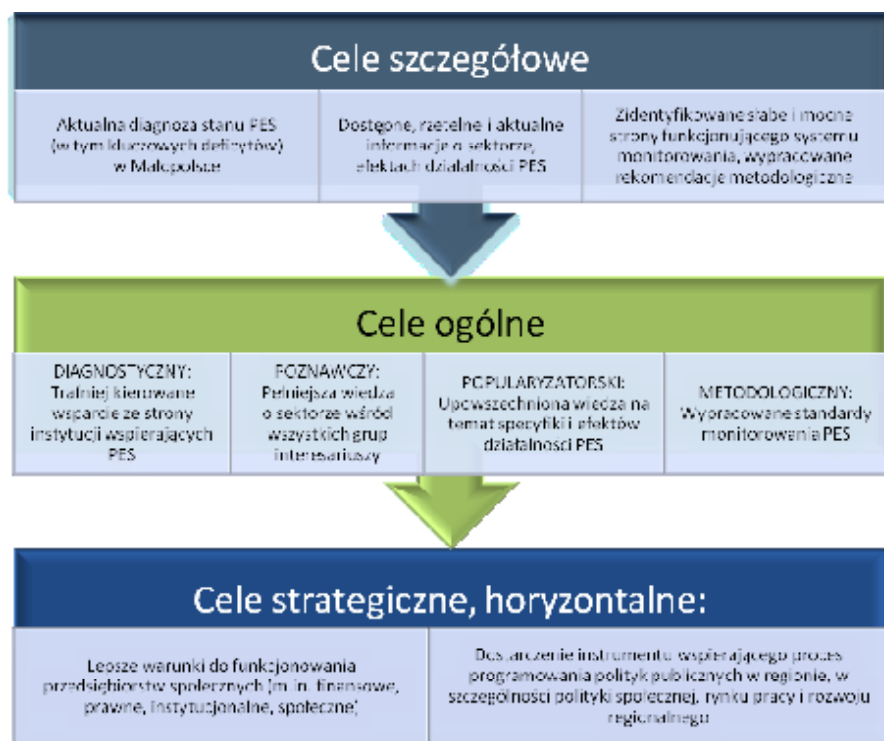 Cele szczegółowe
Aktualna diagnoza stanu PES
(w tym kluczowych deficytów)
w Małopolsce
Dostępne, rzetelne i aktualne
informacje o sektorze,
efektach działalności PES
Zidentyfikowane słabe i mocne
strony funkcjonującego systemu
monitorowania, wypracowane
rekomendacje metodologiczne
Cele ogólne
DIAGNOSTYCZNY:
Trafniej kierowane
wsparcie ze strony
instytucji wspierających
PES
POZNAWCZY:
Pełniejsza wiedza
o sektorze wśród
wszystkich grup
interesariuszy
POPULARYZATORSKI:
Upowszechniona wiedza na
temat specyfiki i efektów
działalności PES
METODOLOGICZNY:
Wypracowane standardy
monitorowania PES
Cele strategiczne, horyzontalne:
Lepsze warunki do funkcjonowania
przedsiębiorstw społecznych (m.in. finansowe,
prawne, instytucjonalne, społeczne)
Dostarczenie instrumentu wspierającego proces
programowania polityk publicznych w regionie, w
szczególności polityki społecznej, rynku pracy i rozwoju
regionalnego